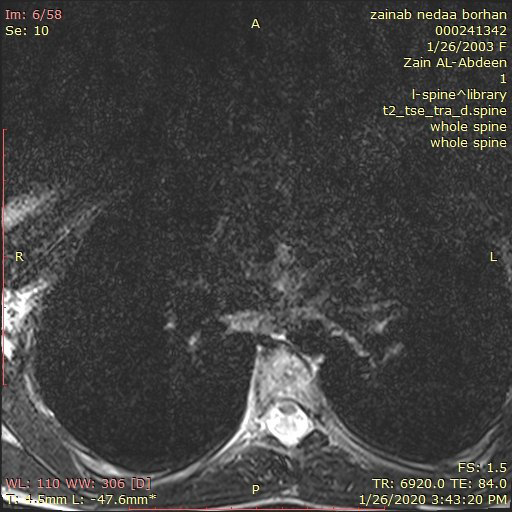 Im: 6/58
Se: 10
A
zainab nedaa borhan
000241342
1/26/2003 F
Zain AL-Abdeen
1
l-spine^library
t2_tse_tra_d.spine
whole spine
whole spine
R
L
WL: 110 WW: 306 [D]
T: 4.5mm L: -47.6mm*
P
FS: 1.5
TR: 6920.0 TE: 84.0
1/26/2020 3:43:20 PM